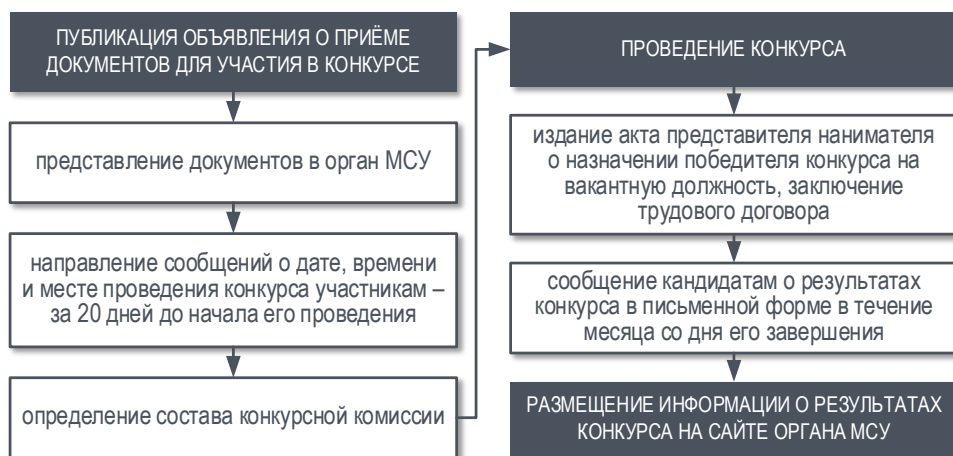 ПУБЛИКАЦИЯ ОБЪЯВЛЕНИЯ О ПРИЁМЕ
ДОКУМЕНТОВ ДЛЯ УЧАСТИЯ В КОНКУРСЕ
представление документов в орган МСУ
направление сообщений о дате, времени
и месте проведения конкурса участникам –
за 20 дней до начала его проведения
определение состава конкурсной комиссии
ПРОВЕДЕНИЕ КОНКУРСА
издание акта представителя нанимателя
о назначении победителя конкурса на
вакантную должность, заключение
трудового договора
сообщение кандидатам о результатах
конкурса в письменной форме в течение
месяца со дня его завершения
РАЗМЕЩЕНИЕ ИНФОРМАЦИИ О РЕЗУЛЬТАТАХ
КОНКУРСА НА САЙТЕ ОРГАНА МСУ